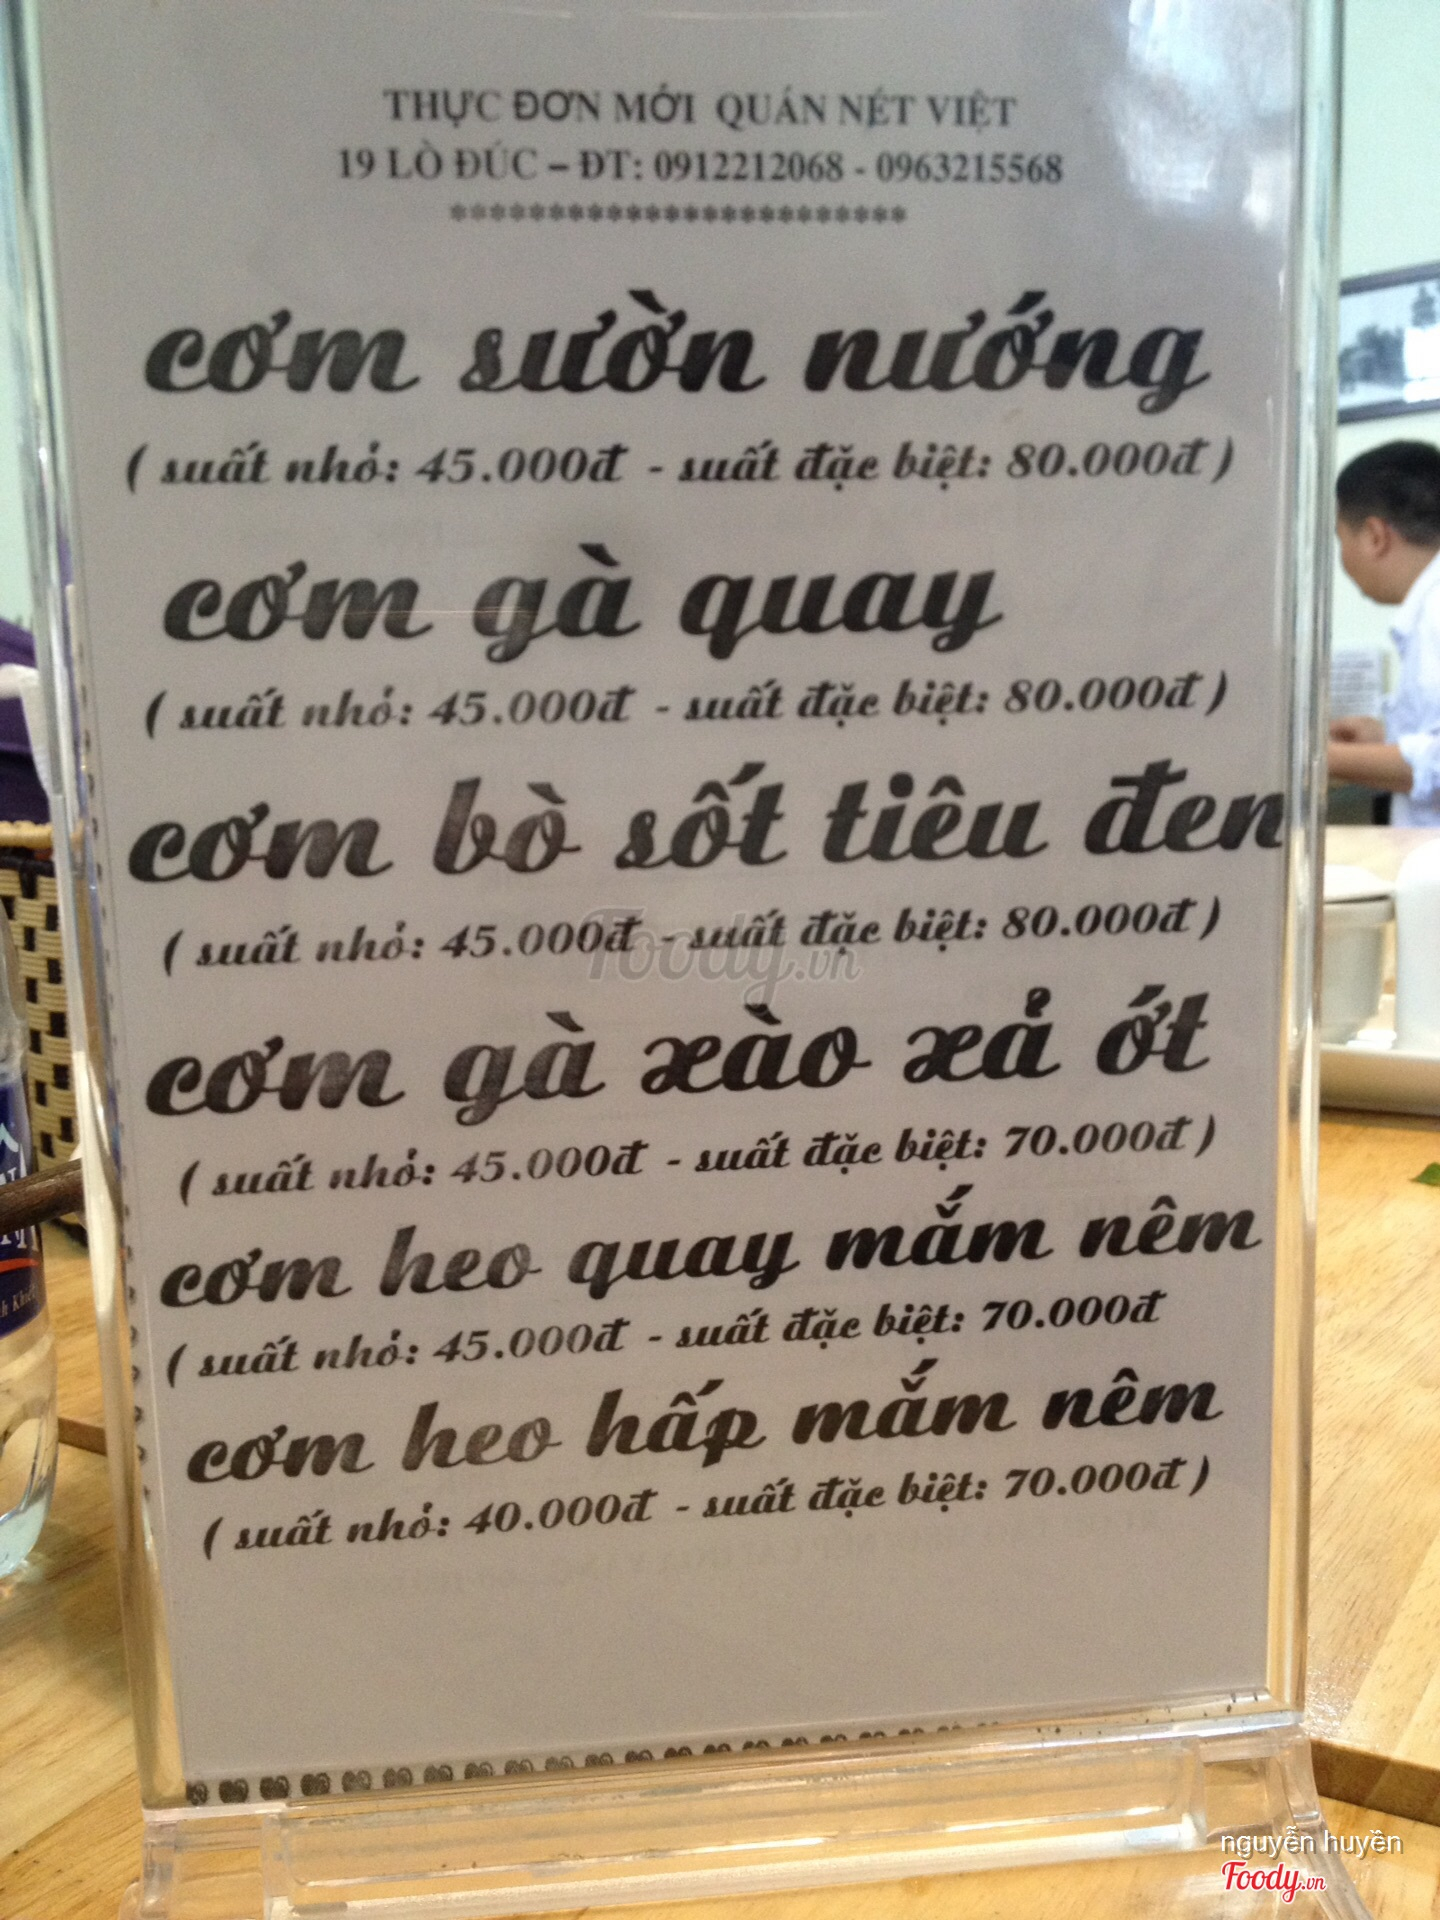 THỰC ĐƠN MỚI QUÁN NÉT VIỆT
19 LÒ ĐÚC – ĐT: 0912212068 - 0963215568
************************
cơm sườn nướng
( suất nhỏ: 45.000đ - suất đặc biệt: 80.000đ )
cơm gà quay
( suất nhỏ: 45.000đ - suất đặc biệt: 80.000đ )
cơm bò sốt tiêu đen
( suất nhỏ: 45.000đ - suất đặc biệt: 80.000đ )
Foody.vn
cơm gà xào xả ớt
( suất nhỏ: 45.000đ - suất đặc biệt: 70.000đ )
cơm heo quay mắm nêm
( suất nhỏ: 45.000đ - suất đặc biệt: 70.000đ
cơm heo hấp mắm nêm
( suất nhỏ: 40.000đ - suất đặc biệt: 70.000đ )
nguyễn huyền
Foody.vn